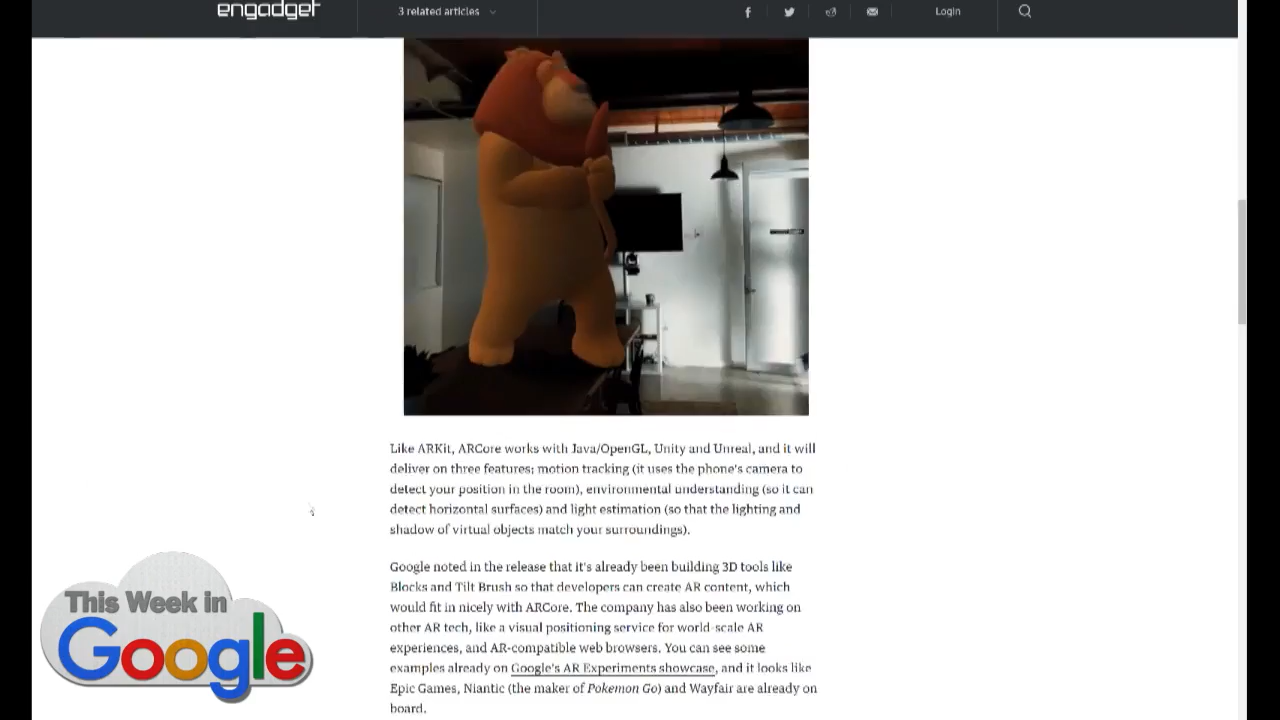 engadget
3 related articles
Login
Like ARKit, ARCore works with Java/OpenGL, Unity and Unreal, and it will
deliver on three features; motion tracking (it uses the phone's camera to
detect your position in the room), environmental understanding (so it can
detect horizontal surfaces) and light estimation (so that the lighting and
shadow of virtual objects match your surroundings).
Google noted in the release that it's already been building 3D tools like
Blocks and Tilt Brush so that developers can create AR content, which
would fit in nicely with ARCore. The company has also been working on
other AR tech, like a visual positioning service for world-scale AR
experiences, and AR-compatible web browsers. You can see some
examples already on Google's AR Experiments showcase, and it looks like
Epic Games, Niantic (the maker of Pokemon Go) and Wayfair are already on
board.
This Week in
Google